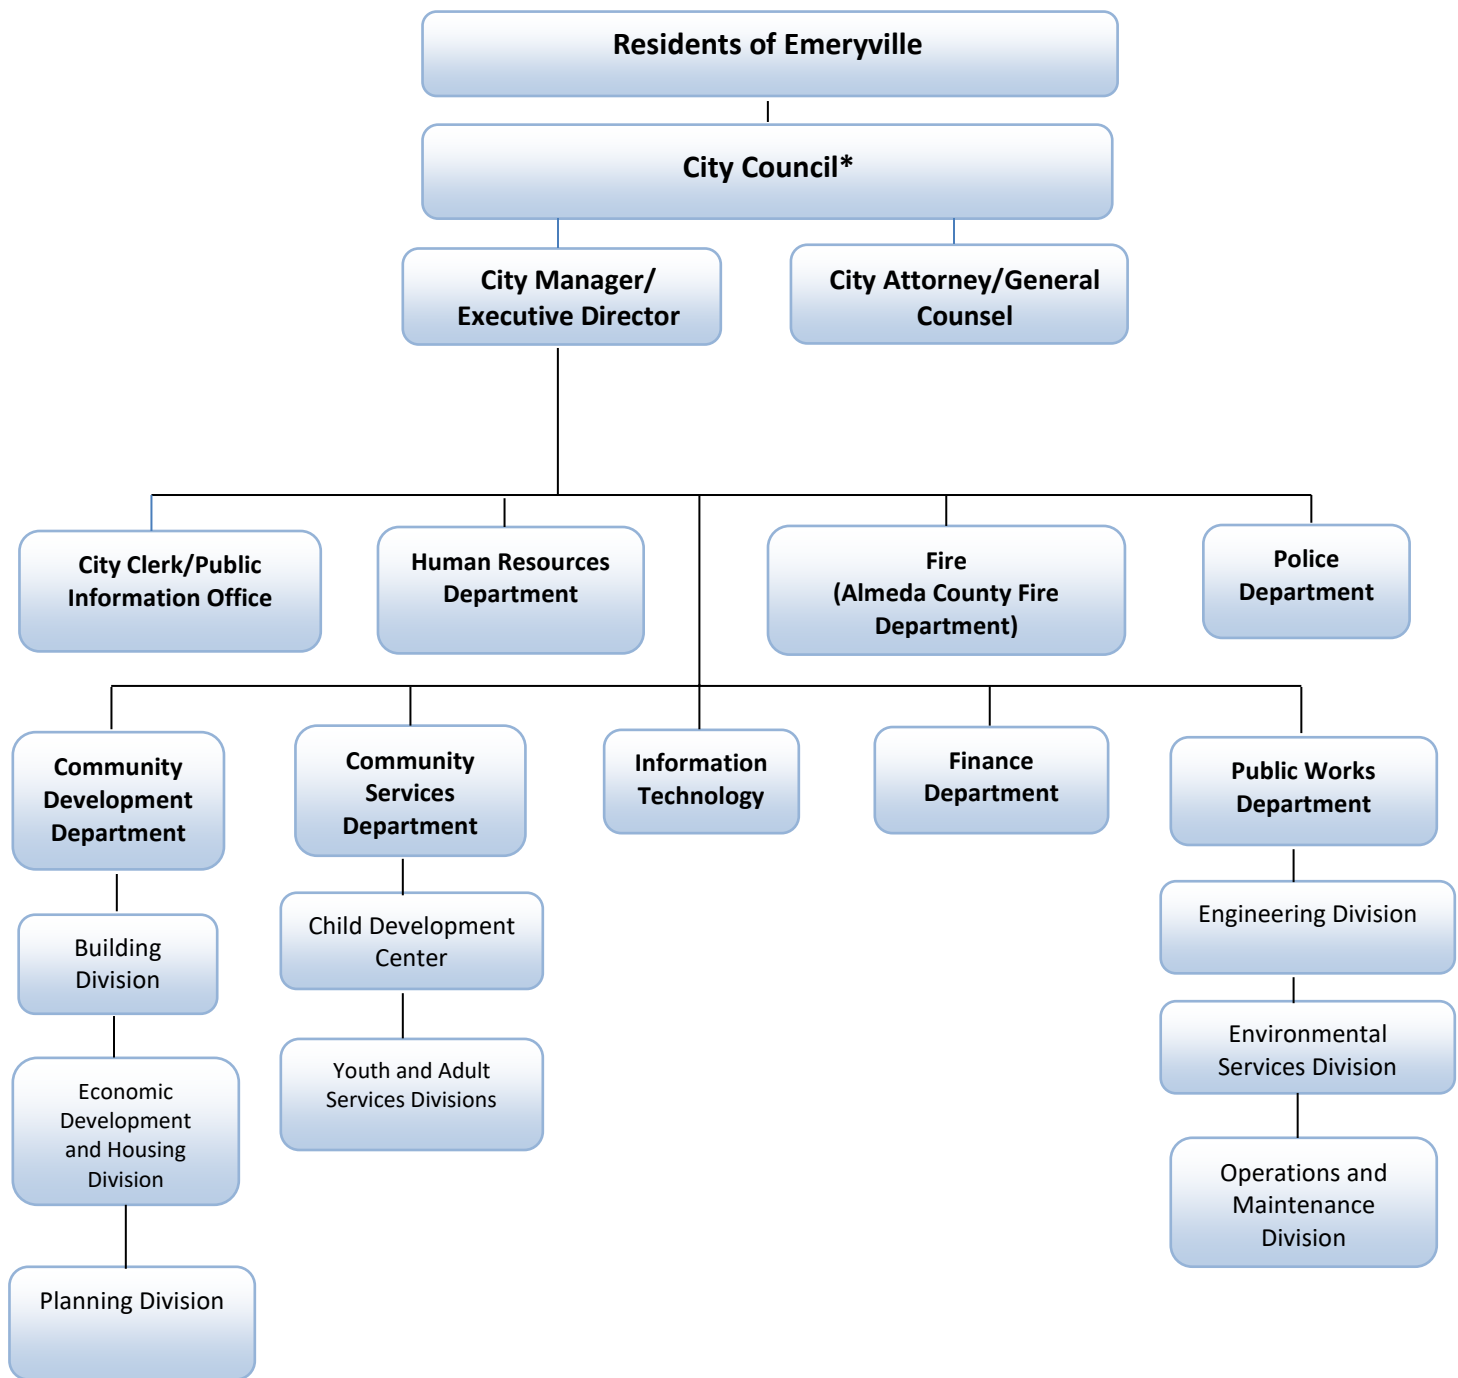 Residents of Emeryville
City Council*
City Manager/
Executive Director
City Attorney/General
Counsel
City Clerk/Public
Information Office
Human Resources
Department
Fire
(Almeda County Fire
Department)
Police
Department
Community
Development
Department
Community
Services
Department
Information
Technology
Finance
Department
Public Works
Department
Building
Division
Economic
Development
and Housing
Division
Planning Division
Child Development
Center
Youth and Adult
Services Divisions
Engineering Division
Environmental
Services Division
Operations and
Maintenance
Division